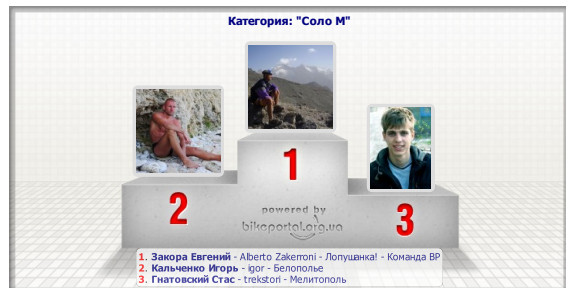 Категория: "Соло М"
1
2
3
powered by
bikeportal.org.ua
1. Закора Евгений - Alberto Zakerroni - Лопушанка! - Команда ВР
2. Кальченко Игорь - igor - Белополье
3. Гнатовский Стас - trekstori - Мелитополь